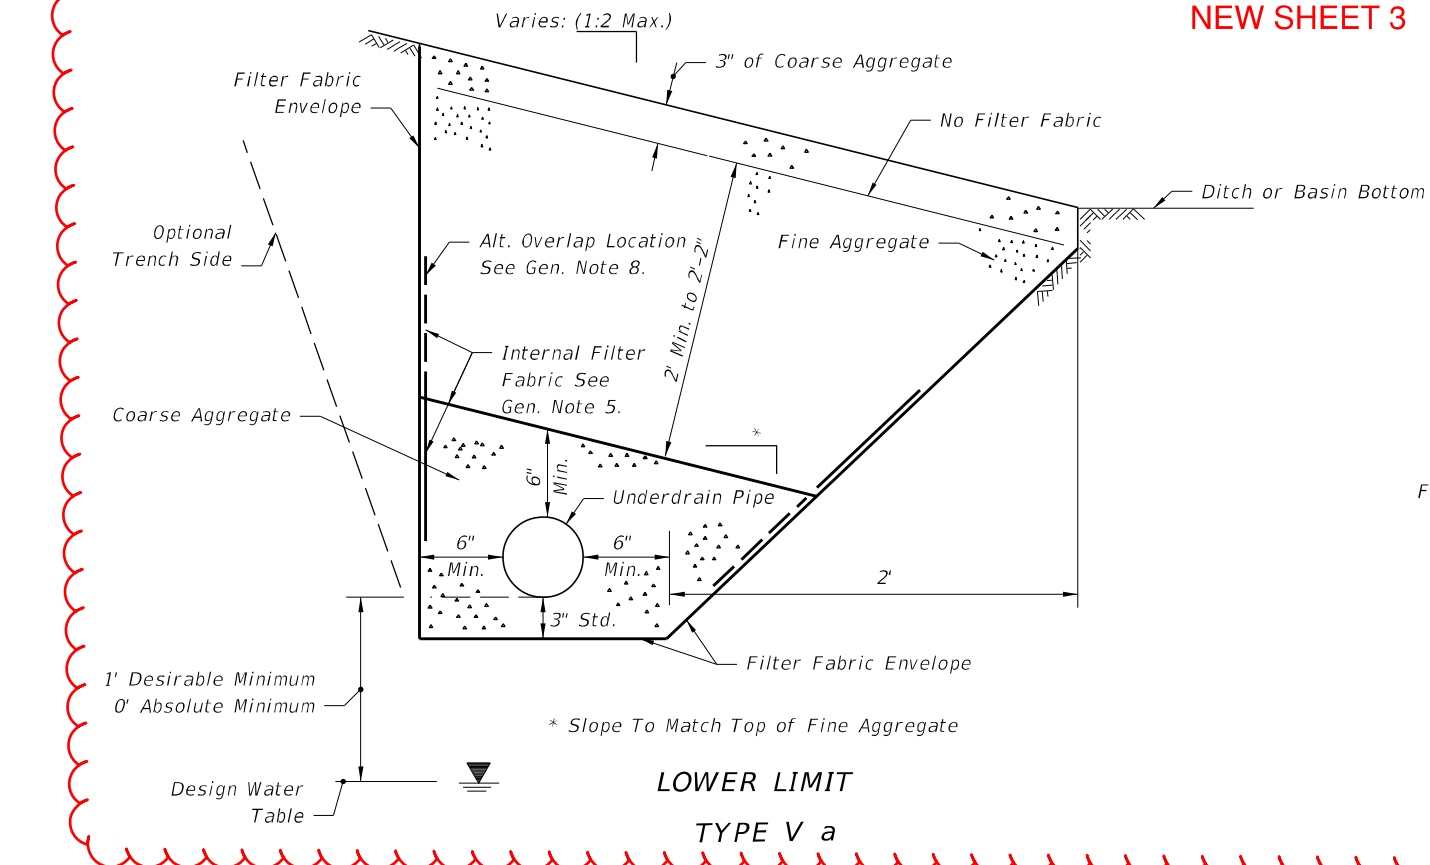 NEW SHEET 3
Varies: (1:2 Max.)
3" of Coarse Aggregate
Filter Fabric
Envelope
No Filter Fabric
Ditch or Basin Bottom
Optional
Trench Side
Alt. Overlap Location
See Gen. Note 8.
Fine Aggregate
2' Min. to 2'-2"
Internal Filter
Fabric See
Gen. Note 5.
Coarse Aggregate
*
6"
Min.
Underdrain Pipe
F
6"
Min.
6"
Min.
2'
3" Std.
Filter Fabric Envelope
1' Desirable Minimum
0' Absolute Minimum
* Slope To Match Top of Fine Aggregate
Design Water
Table
LOWER LIMIT
TYPE V a